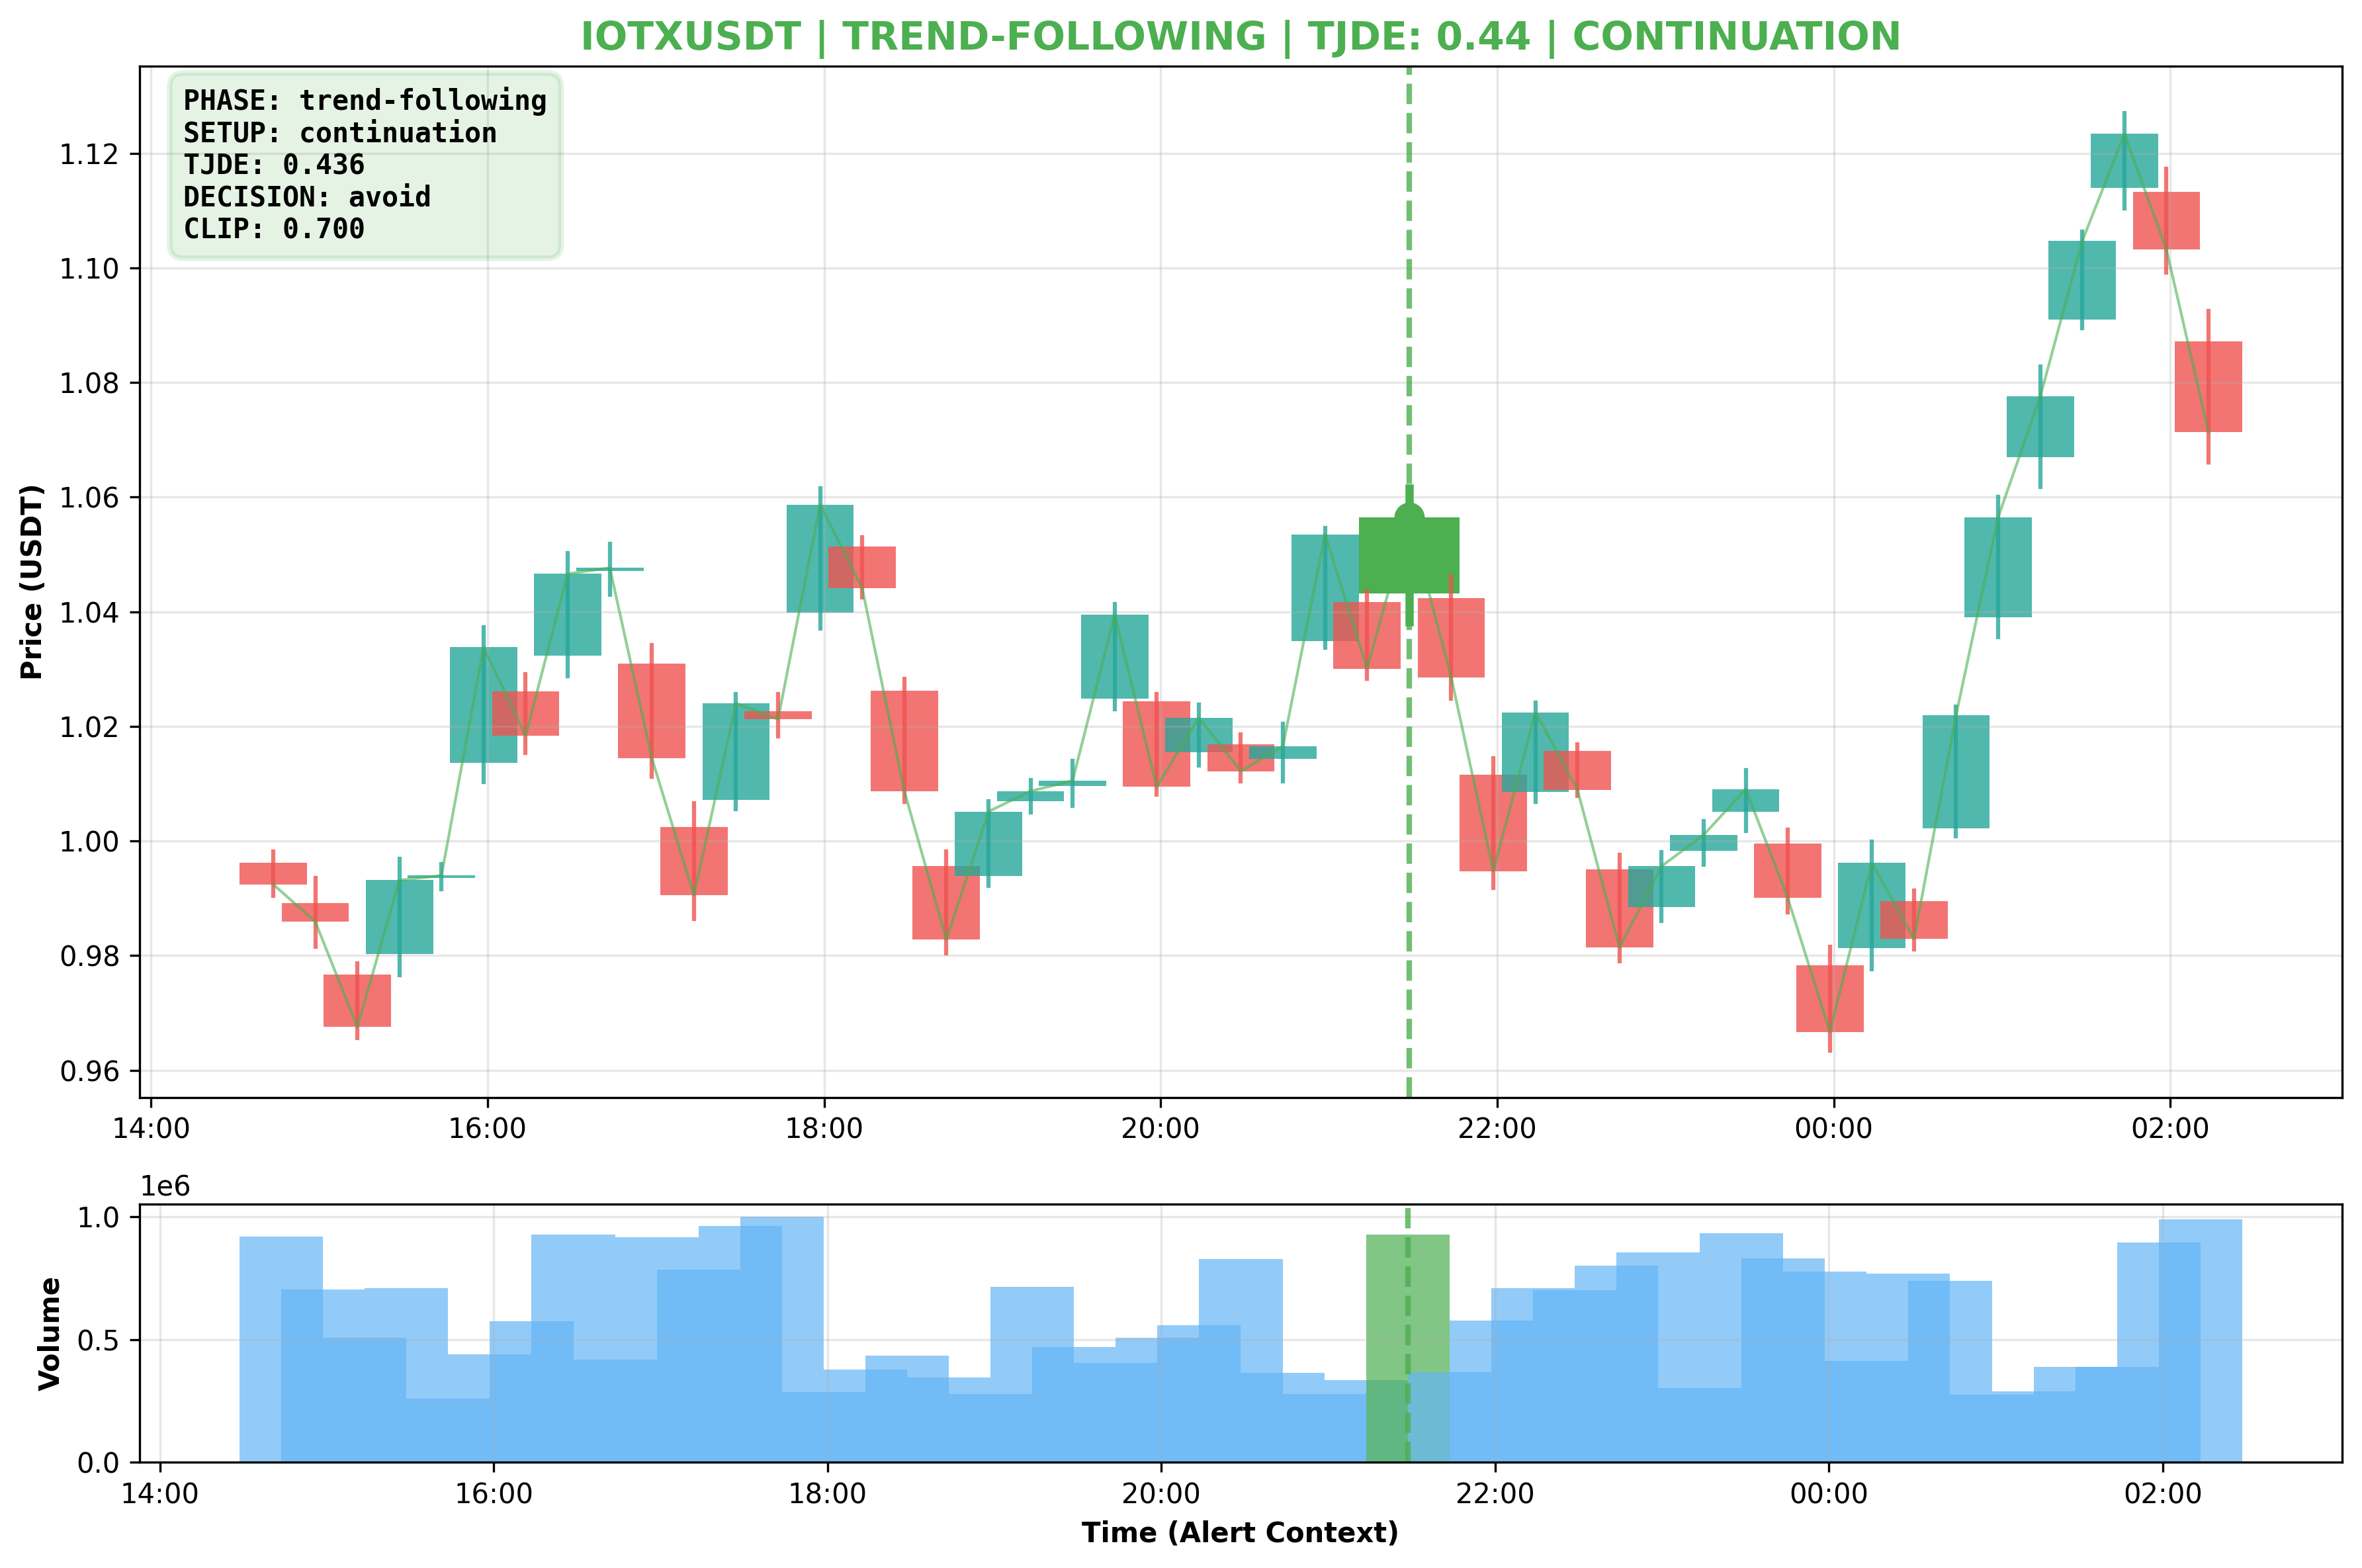 IOTXUSDT | TREND-FOLLOWING | TJDE: 0.44 | CONTINUATION
PHASE: trend-following
SETUP: continuation
TJDE: 0.436
DECISION: avoid
CLIP: 0.700
Price (USDT)
1.12
1.10
1.08
1.06
1.04
1.02
1.00
0.98
0.96
14:00 16:00 18:00 20:00 22:00 00:00 02:00
1e6
Volume
1.0
0.5
0.0
14:00 16:00 18:00 20:00 22:00 00:00 02:00
Time (Alert Context)